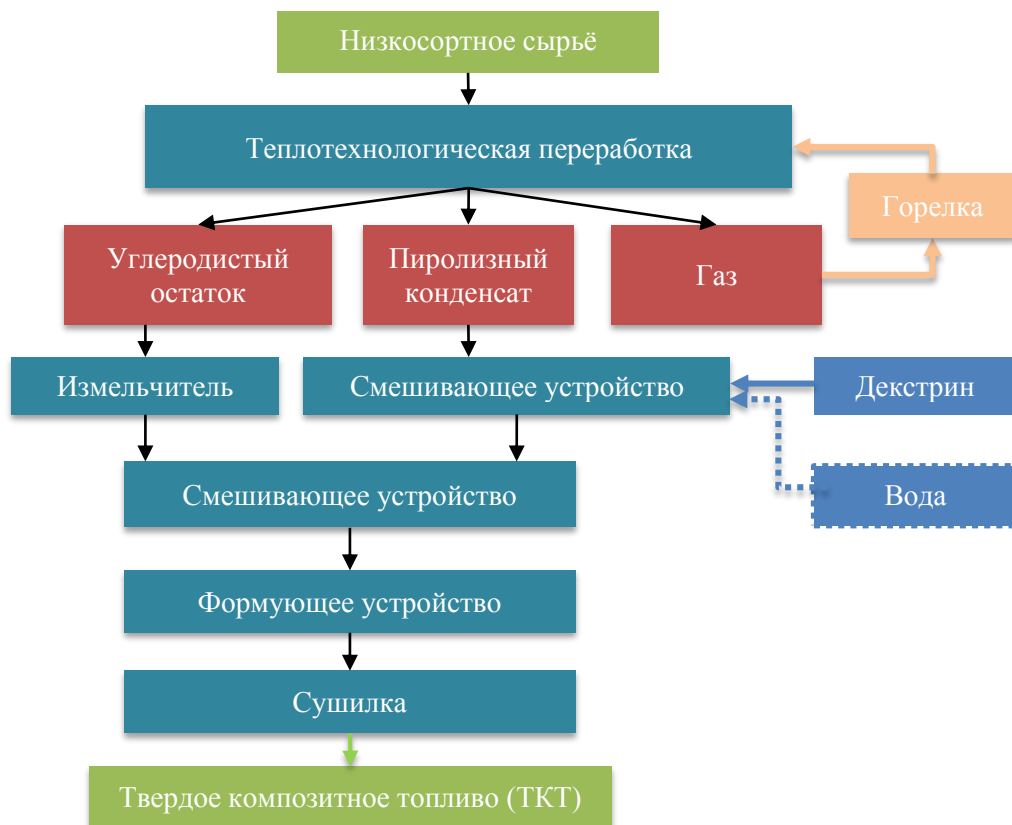 Низкосортное сырьё
Теплотехнологическая переработка
Горелка
Углеродистый
остаток
Пиролизный
конденсат
Газ
Измельчитель
Смешивающее устройство
Декстрин
Смешивающее устройство
Вода
Формующее устройство
Сушилка
Твердое композитное топливо (ТКТ)